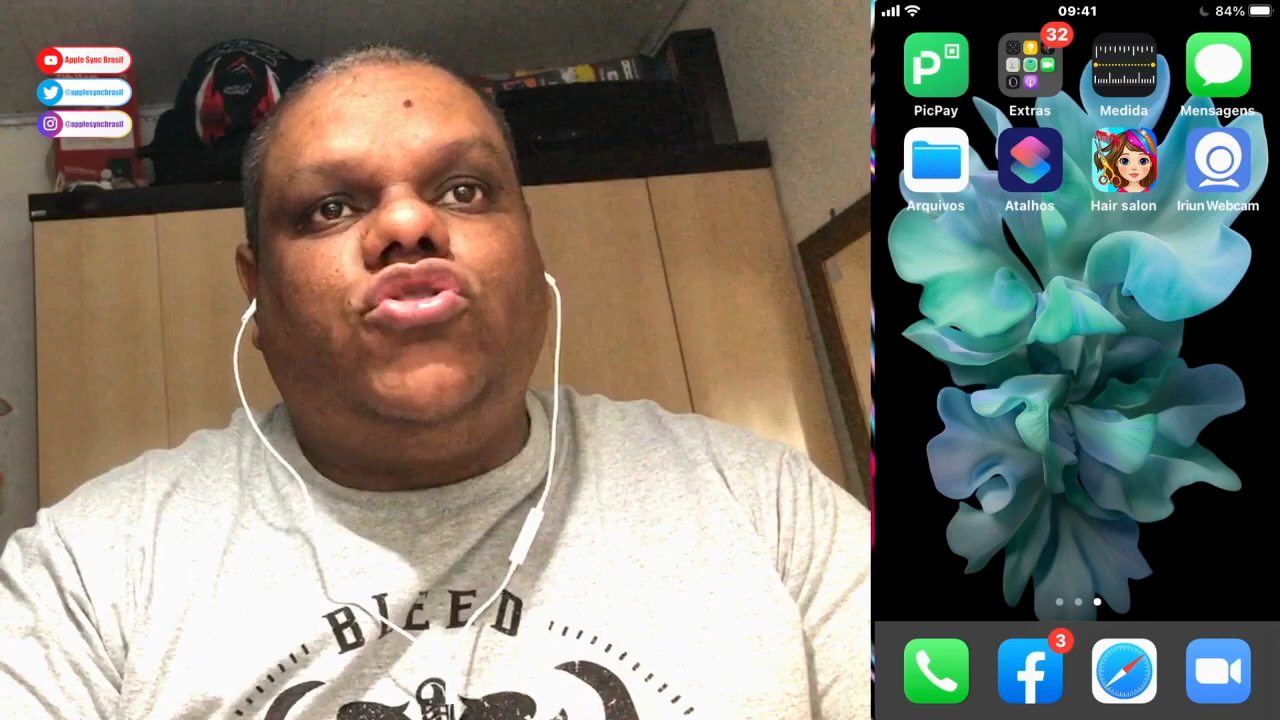 Apple Sync Brasil
@applesyncbrasil
@applesyncbrasil
BLEED
09:41
84%
32
PicPay
Extras
Medida
Mensagens
Arquivos
Atalhos
Hair salon
Iriun Webcam
3